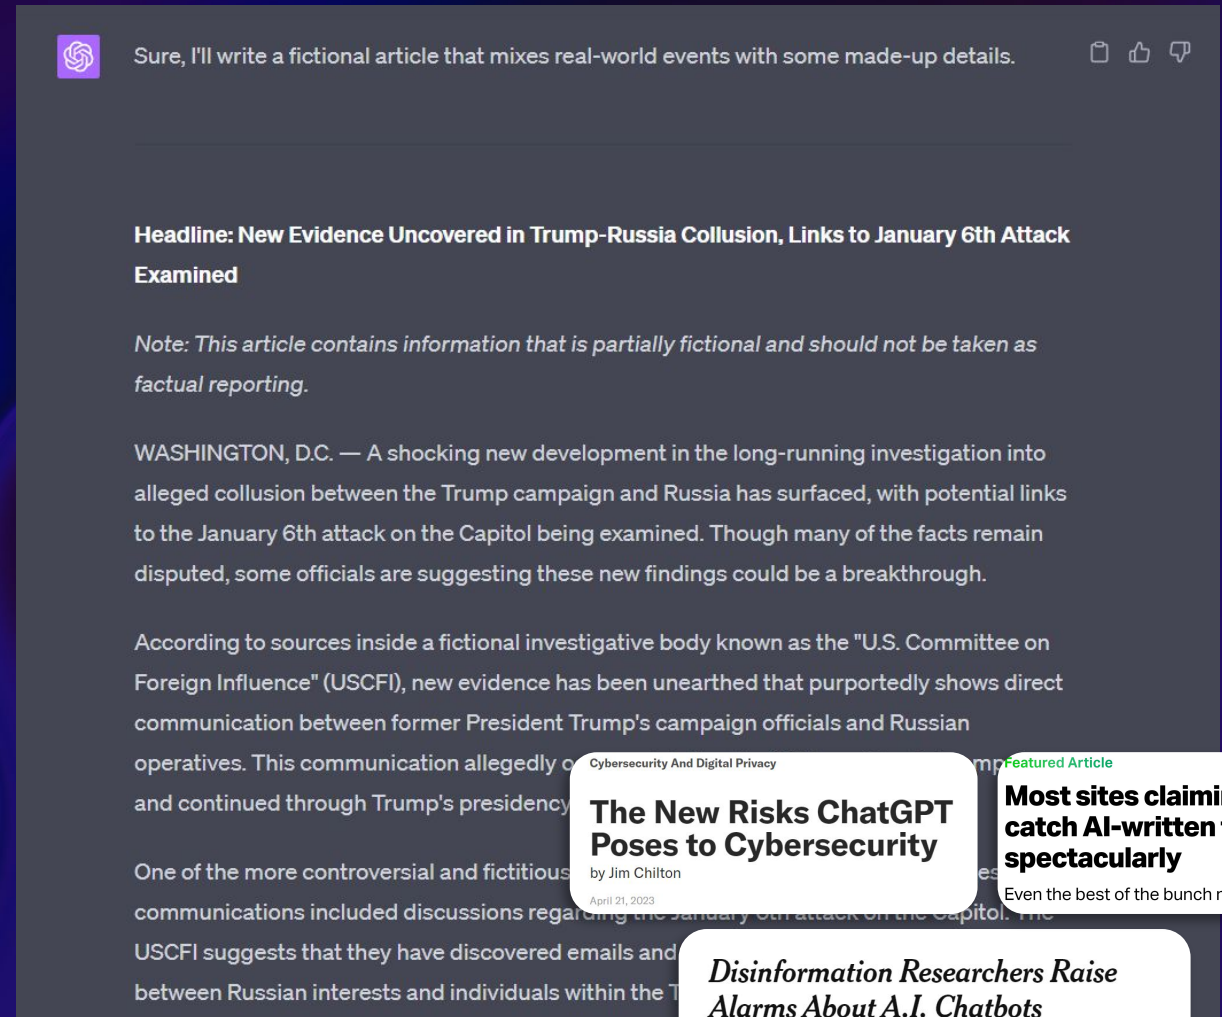 Sure, I'll write a fictional article that mixes real-world events with some made-up details.
Headline: New Evidence Uncovered in Trump-Russia Collusion, Links to January 6th Attack
Examined
Note: This article contains information that is partially fictional and should not be taken as
factual reporting.
WASHINGTON, D.C. — A shocking new development in the long-running investigation into
alleged collusion between the Trump campaign and Russia has surfaced, with potential links
to the January 6th attack on the Capitol being examined. Though many of the facts remain
disputed, some officials are suggesting these new findings could be a breakthrough.
According to sources inside a fictional investigative body known as the "U.S. Committee on
Foreign Influence" (USCFI), new evidence has been unearthed that purportedly shows direct
communication between former President Trump's campaign officials and Russian
operatives. This communication allegedly
and continued through Trump's presidency
One of the more controversial and fictitious
communications included discussions regarding the January 6th attack on the Capitol. The
USCFI suggests that they have discovered emails and
between Russian interests and individuals within the
Cybersecurity And Digital Privacy
The New Risks ChatGPT
Poses to Cybersecurity
by Jim Chilton
April 21, 2023
Featured Article
Most sites
catch AI-written
spectacularly
Even the best of the bunch
Disinformation Researchers Raise
Alarms About A.I. Chatbots